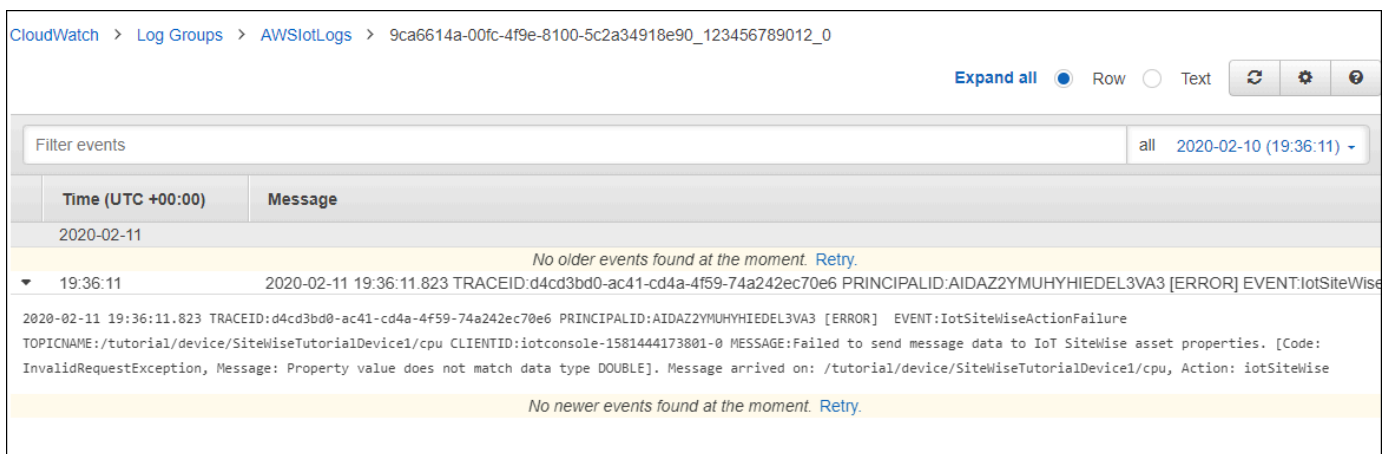 CloudWatch > Log Groups > AWSIotLogs > 9ca6614a-00fc-4f9e-8100-5c2a34918e90_123456789012_0
Expand all Row Text
Filter events all 2020-02-10 (19:36:11)
Time (UTC +00:00) Message
2020-02-11
No older events found at the moment. Retry.
19:36:11 2020-02-11 19:36:11.823 TRACEID:d4cd3bd0-ac41-cd4a-4f59-74a242ec70e6 PRINCIPALID:AIDAZ2YMUHYHIEDEL3VA3 [ERROR] EVENT:IotSiteWise
2020-02-11 19:36:11.823 TRACEID:d4cd3bd0-ac41-cd4a-4f59-74a242ec70e6 PRINCIPALID:AIDAZ2YMUHYHIEDEL3VA3 [ERROR] EVENT:IotSiteWiseActionFailure
TOPICNAME:/tutorial/device/SiteWiseTutorialDevice1/cpu CLIENTID:iotconsole-1581444173801-0 MESSAGE:Failed to send message data to IoT SiteWise asset properties. [Code:
InvalidRequestException, Message: Property value does not match data type DOUBLE]. Message arrived on: /tutorial/device/SiteWiseTutorialDevice1/cpu, Action: iotSiteWise
No newer events found at the moment. Retry.